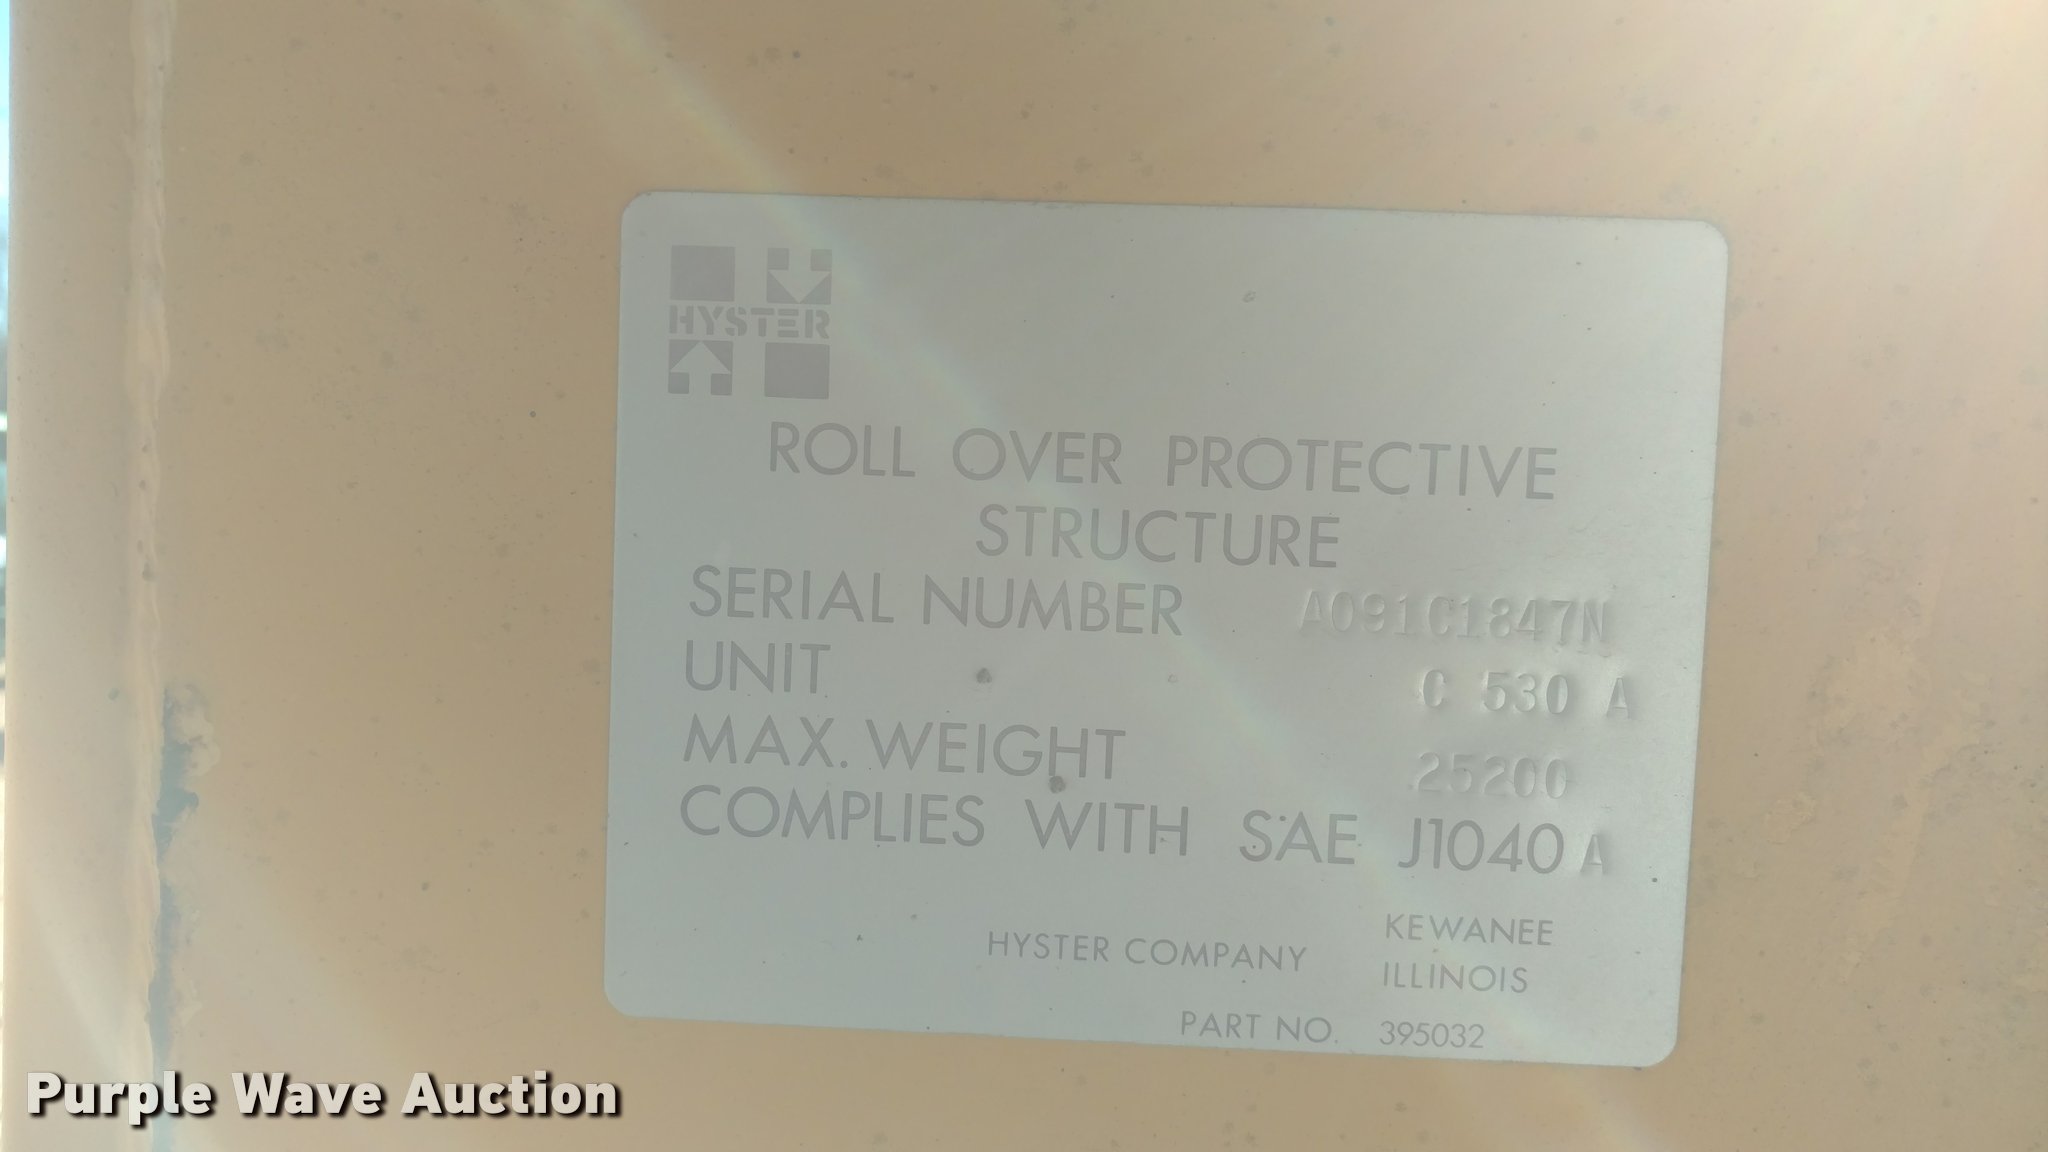 HYSTER
ROLL OVER PROTECTIVE
STRUCTURE
SERIAL NUMBER A091C1847N
UNIT C 530 A
MAX. WEIGHT 25200
COMPLIES WITH SAE J1040 A
HYSTER COMPANY KEWANEE
ILLINOIS
PART NO. 395032
Purple Wave Auction